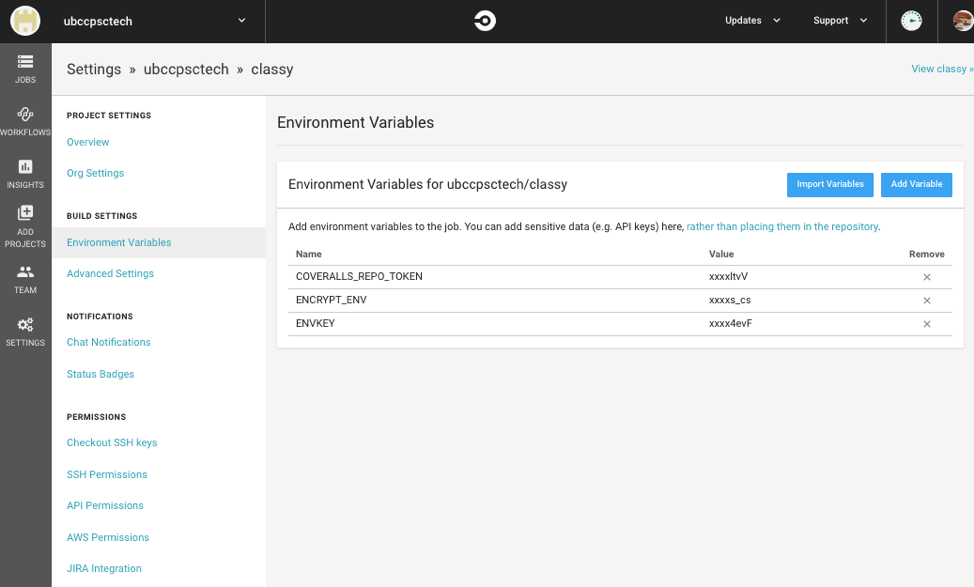 ubccpsctech
Updates
Support
JOBS
WORKFLOWS
INSIGHTS
ADD
PROJECTS
TEAM
SETTINGS
Settings » ubccpsctech » classy
View classy »
PROJECT SETTINGS
Overview
Org Settings
BUILD SETTINGS
Environment Variables
Advanced Settings
NOTIFICATIONS
Chat Notifications
Status Badges
PERMISSIONS
Checkout SSH keys
SSH Permissions
API Permissions
AWS Permissions
JIRA Integration
Environment Variables
Environment Variables for ubccpsctech/classy
Import Variables
Add Variable
Add environment variables to the job. You can add sensitive data (e.g. API keys) here, rather than placing them in the repository.
Name Value Remove
COVERALLS_REPO_TOKEN xxxxItvV
ENCRYPT_ENV xxxxs_cs
ENVKEY xxxx4evF